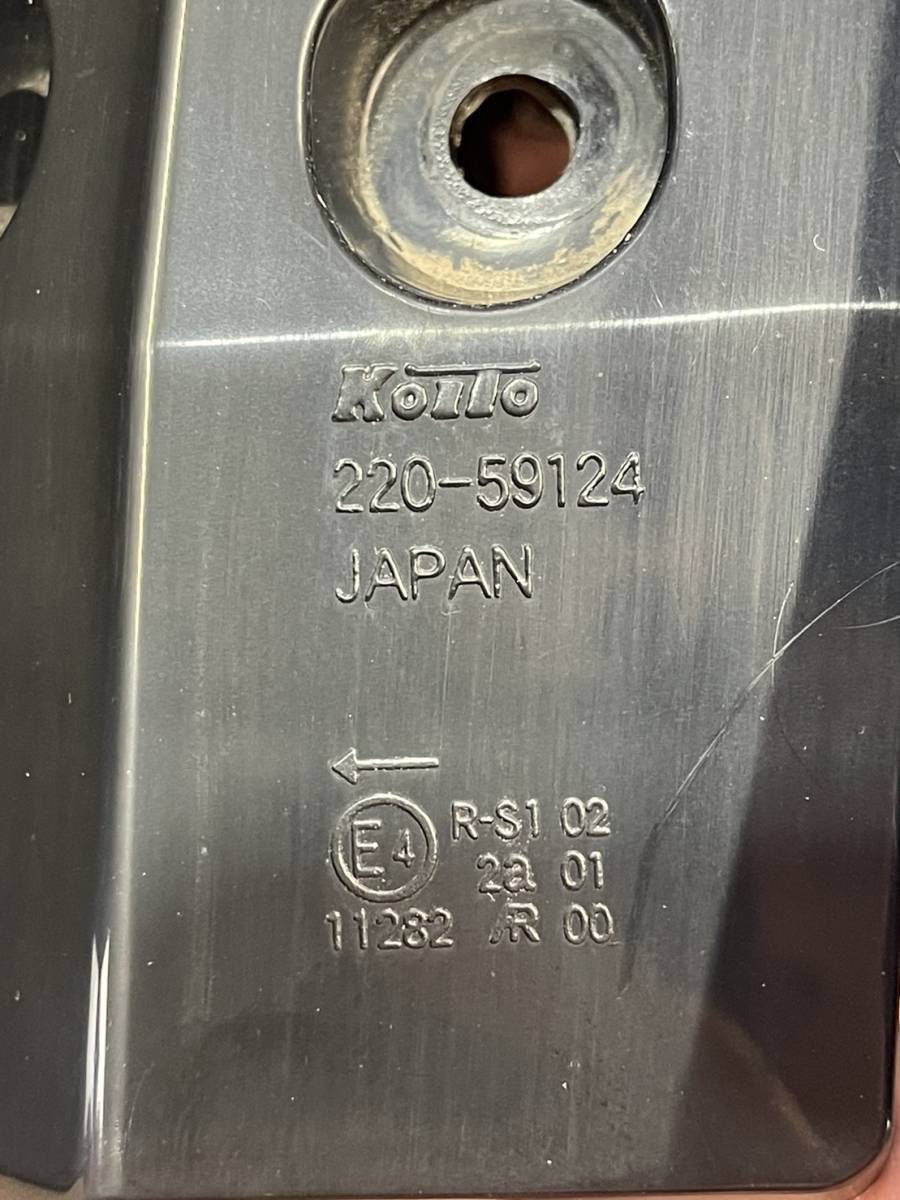 Koito
220-59124
JAPAN
←
E4 R-S1 02
2a 01
11282 /R 00